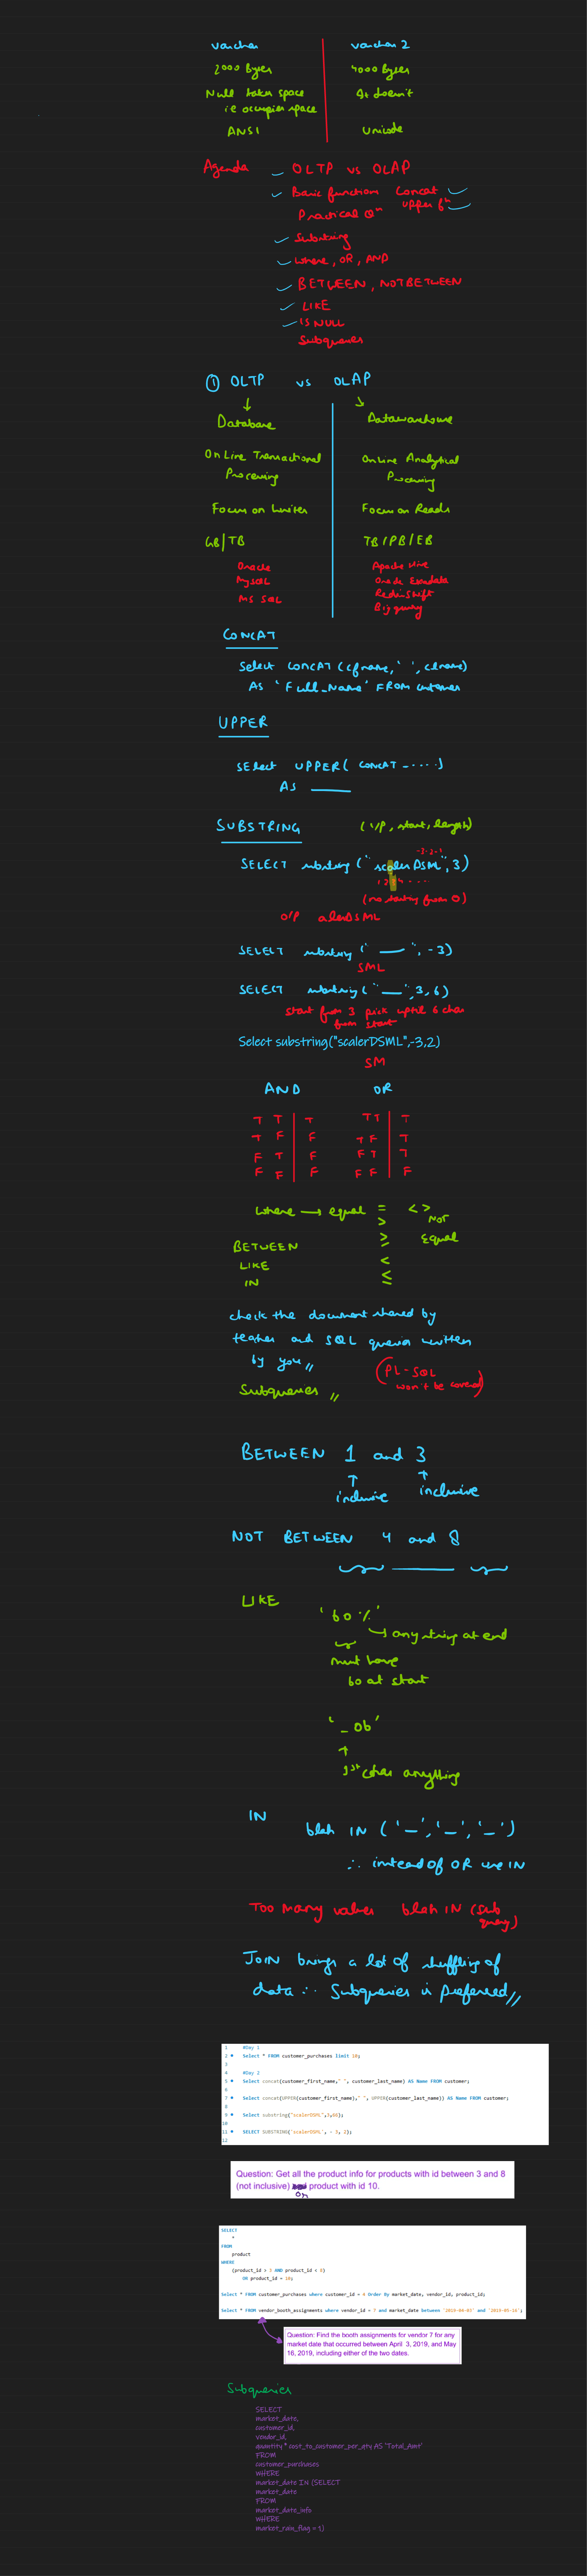 varchar
varchar 2
2000 Bytes
4000 Bytes
Null takes space
i.e occupies space
It doesn't
ANSI
Unicode
Agenda
OLTP vs OLAP
Basic functions Concat
Upper fn
Practical Qn
Substring
Where, OR, AND
BETWEEN, NOT BETWEEN
LIKE
IS NULL
Subqueries
① OLTP vs OLAP
Database
Datawarehouse
OnLine Transactional
Processing
OnLine Analytical
Processing
Focus on Writes
Focus on Reads
GB/TB
TB/PB/EB
Oracle
MySQL
MS SQL
Apache Hive
Oracle Exadata
Redshift
Big query
CONCAT
Select CONCAT (cfname,' ', clname)
AS 'Full_Name' FROM customer
UPPER
SElect UPPER( CONCAT - ....)
AS ____
SUBSTRING
(i/p, start, length)
-3-2-1
SELECT substring ("scalerDSML", 3)
1 2 3 4 ....
(no starting from 0)
O/P alerDSML
SELECT substring (" — ", -3)
SML
SELECT substring (" — ", 3, 6)
Start from 3 pick uptil 6 char
from start
Select substring("scalerDSML",-3,2)
SM
AND
OR
T T | T
T F | F
F T | F
F F | F
T T | T
T F | T
F T | T
F F | F
Where → equal = <>
NOT
Equal
>
≥
<
≤
BETWEEN
LIKE
IN
check the document shared by
teacher and SQL queries written
by you //
(PL-SQL
won't be covered)
Subqueries //
BETWEEN 1 and 3
inclusive
inclusive
NOT BETWEEN 4 and 8
LIKE
'bo%'
any string at end
must have
bo at start
'_ob'
1st char anything
IN
blah IN ('_','_','_')
∴ instead of OR use IN
Too Many values blah IN (sub
query)
JOIN brings a lot of shuffling of
data ∴ Subqueries is preferred //
1 #Day 1
2 Select * FROM customer_purchases limit 10;
3
4 #Day 2
5 Select concat(customer_first_name," ", customer_last_name) AS Name FROM customer;
6
7 Select concat(UPPER(customer_first_name)," ", UPPER(customer_last_name)) AS Name FROM customer;
8
9
10
11 SELECT SUBSTRING('scalerDSML', - 3, 2);
12
Question: Get all the product info for products with id between 3 and 8
(not inclusive) product with id 10.
or
SELECT
*
FROM
product
WHERE
(product_id > 3 AND product_id < 8)
OR product_id = 10;
Select * FROM customer_purchases where customer_id = 4 Order By market_date, vendor_id, product_id;
Select * FROM vendor_booth_assignments where vendor_id = 7 and market_date between '2019-04-03' and '2019-05-16';
Question: Find the booth assignments for vendor 7 for any
market date that occurred between April 3, 2019, and May
16, 2019, including either of the two dates.
Subqueries
SELECT
market_date,
customer_id,
vendor_id,
quantity * cost_to_customer_per_qty AS 'Total_Amt'
FROM
customer_purchases
WHERE
market_date IN (SELECT
market_date
FROM
market_date_info
WHERE
market_rain_flag = 1)